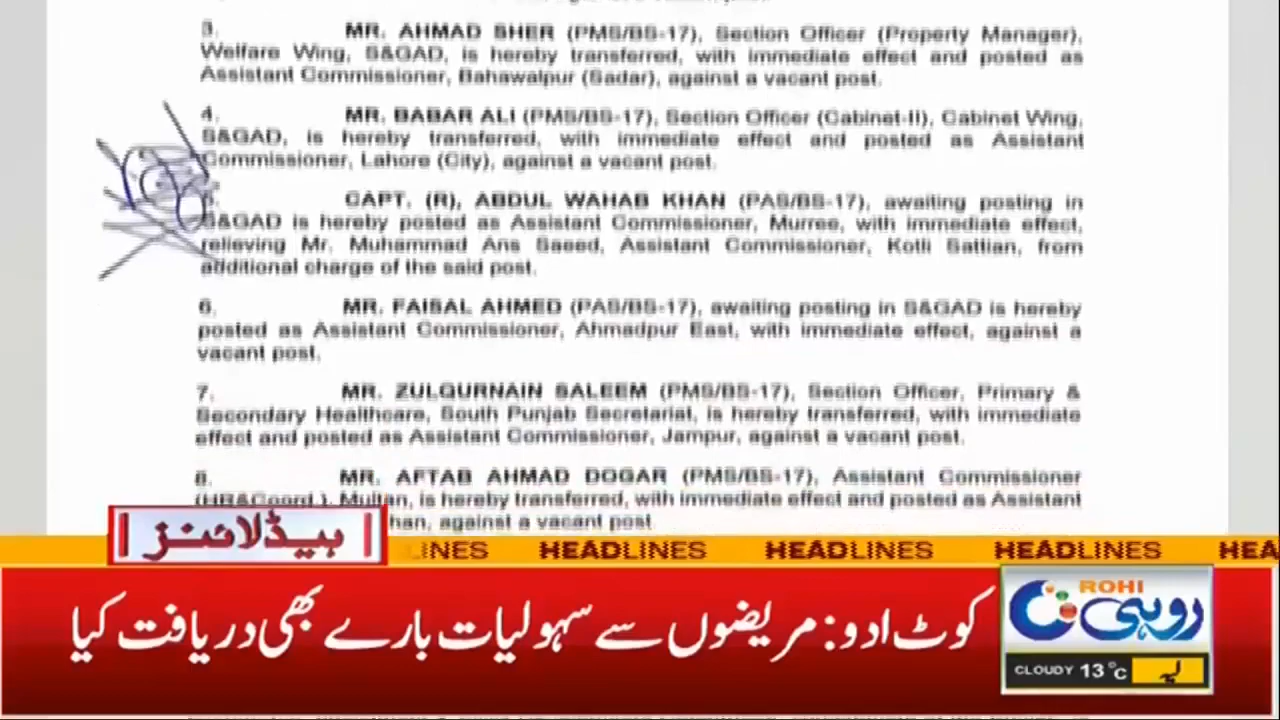 3. MR. AHMAD SHER (PMS/BS-17), Section Officer (Property Manager),
Welfare Wing, S&GAD, is hereby transferred, with immediate effect and posted as
Assistant Commissioner, Bahawalpur (Sadar), against a vacant post.
4. MR. BABAR ALI (PMS/BS-17), Section Officer (Cabinet-II), Cabinet Wing,
S&GAD, is hereby transferred, with immediate effect and posted as Assistant
Commissioner, Lahore (City), against a vacant post.
CAPT. (R), ABDUL WAHAB KHAN (PAS/BS-17), awaiting posting in
S&GAD is hereby posted as Assistant Commissioner, Murree, with immediate effect,
relieving Mr. Muhammad Ans Saeed, Assistant Commissioner, Kotli Sattian, from
additional charge of the said post.
6. MR. FAISAL AHMED (PAS/BS-17), awaiting posting in S&GAD is hereby
posted as Assistant Commissioner, Ahmadpur East, with immediate effect, against a
vacant post.
7. MR. ZULQURNAIN SALEEM (PMS/BS-17), Section Officer, Primary &
Secondary Healthcare, South Punjab Secretariat, is hereby transferred, with immediate
effect and posted as Assistant Commissioner, Jampur, against a vacant post.
8. MR. AFTAB AHMAD DOGAR (PMS/BS-17), Assistant Commissioner
(HR&Coord.), Multan, is hereby transferred, with immediate effect and posted as Assistant
han, against a vacant post
ہیڈلائنز
LINES HEADLINES HEADLINES HEADLINES HEA
کوٹ ادو: مریضوں سے سہولیات بارے بھی دریافت کیا
ROHI
روہی
CLOUDY 13°C لیہ